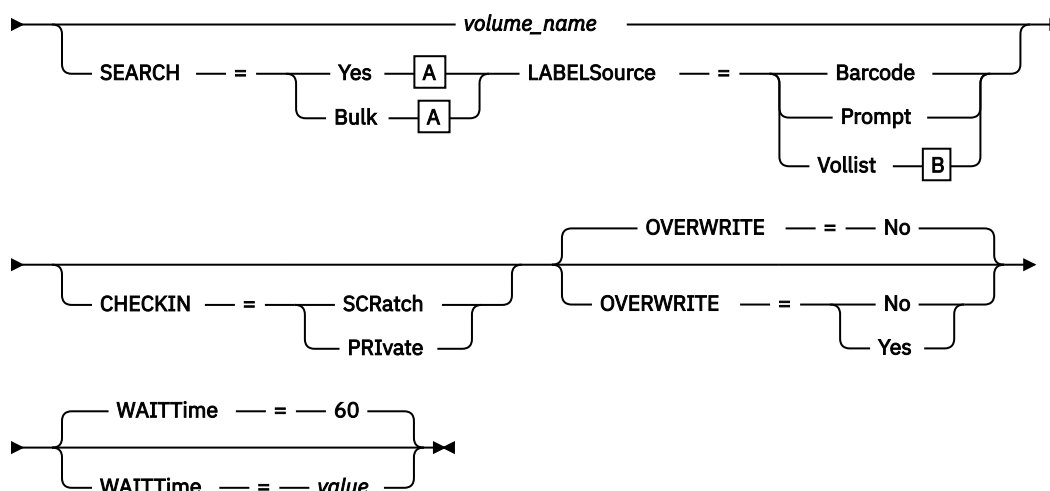 volume_name
SEARCH = Yes A LABELSource = Barcode
Bulk A Prompt
Vollist B
OVERWRITE = No
CHECKIN = SCRatch OVERWRITE = No
PRIvate Yes
WAITTime = 60
WAITTime = value